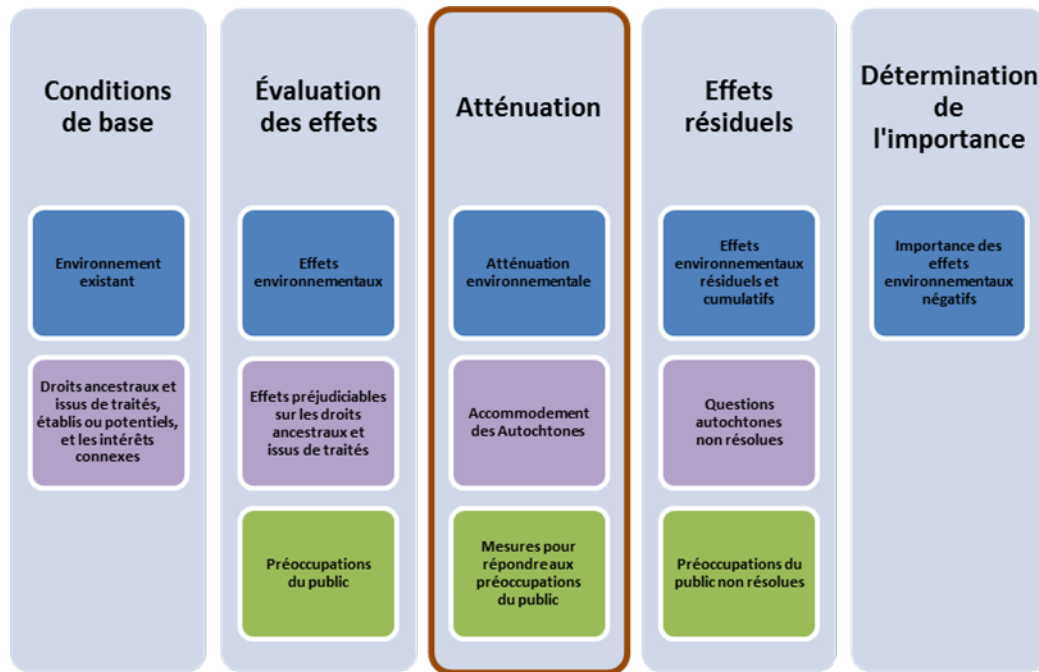 Conditions
de base
Environnement
existant
Droits ancestraux et
issus de traités,
établis ou potentiels,
et les intérêts
connexes
Évaluation
des effets
Effets
environnementaux
Effets préjudiciables
sur les droits
ancestraux et
issus de traités
Préoccupations
du public
Atténuation
Atténuation
environnementale
Accommodement
des Autochtones
Mesures pour
répondre aux
préoccupations
du public
Effets
résiduels
Effets
environnementaux
résiduels et
cumulatifs
Questions
autochtones
non résolues
Préoccupations du
public non résolues
Détermination
de
l'importance
Importance des
effets
environnementaux
négatifs